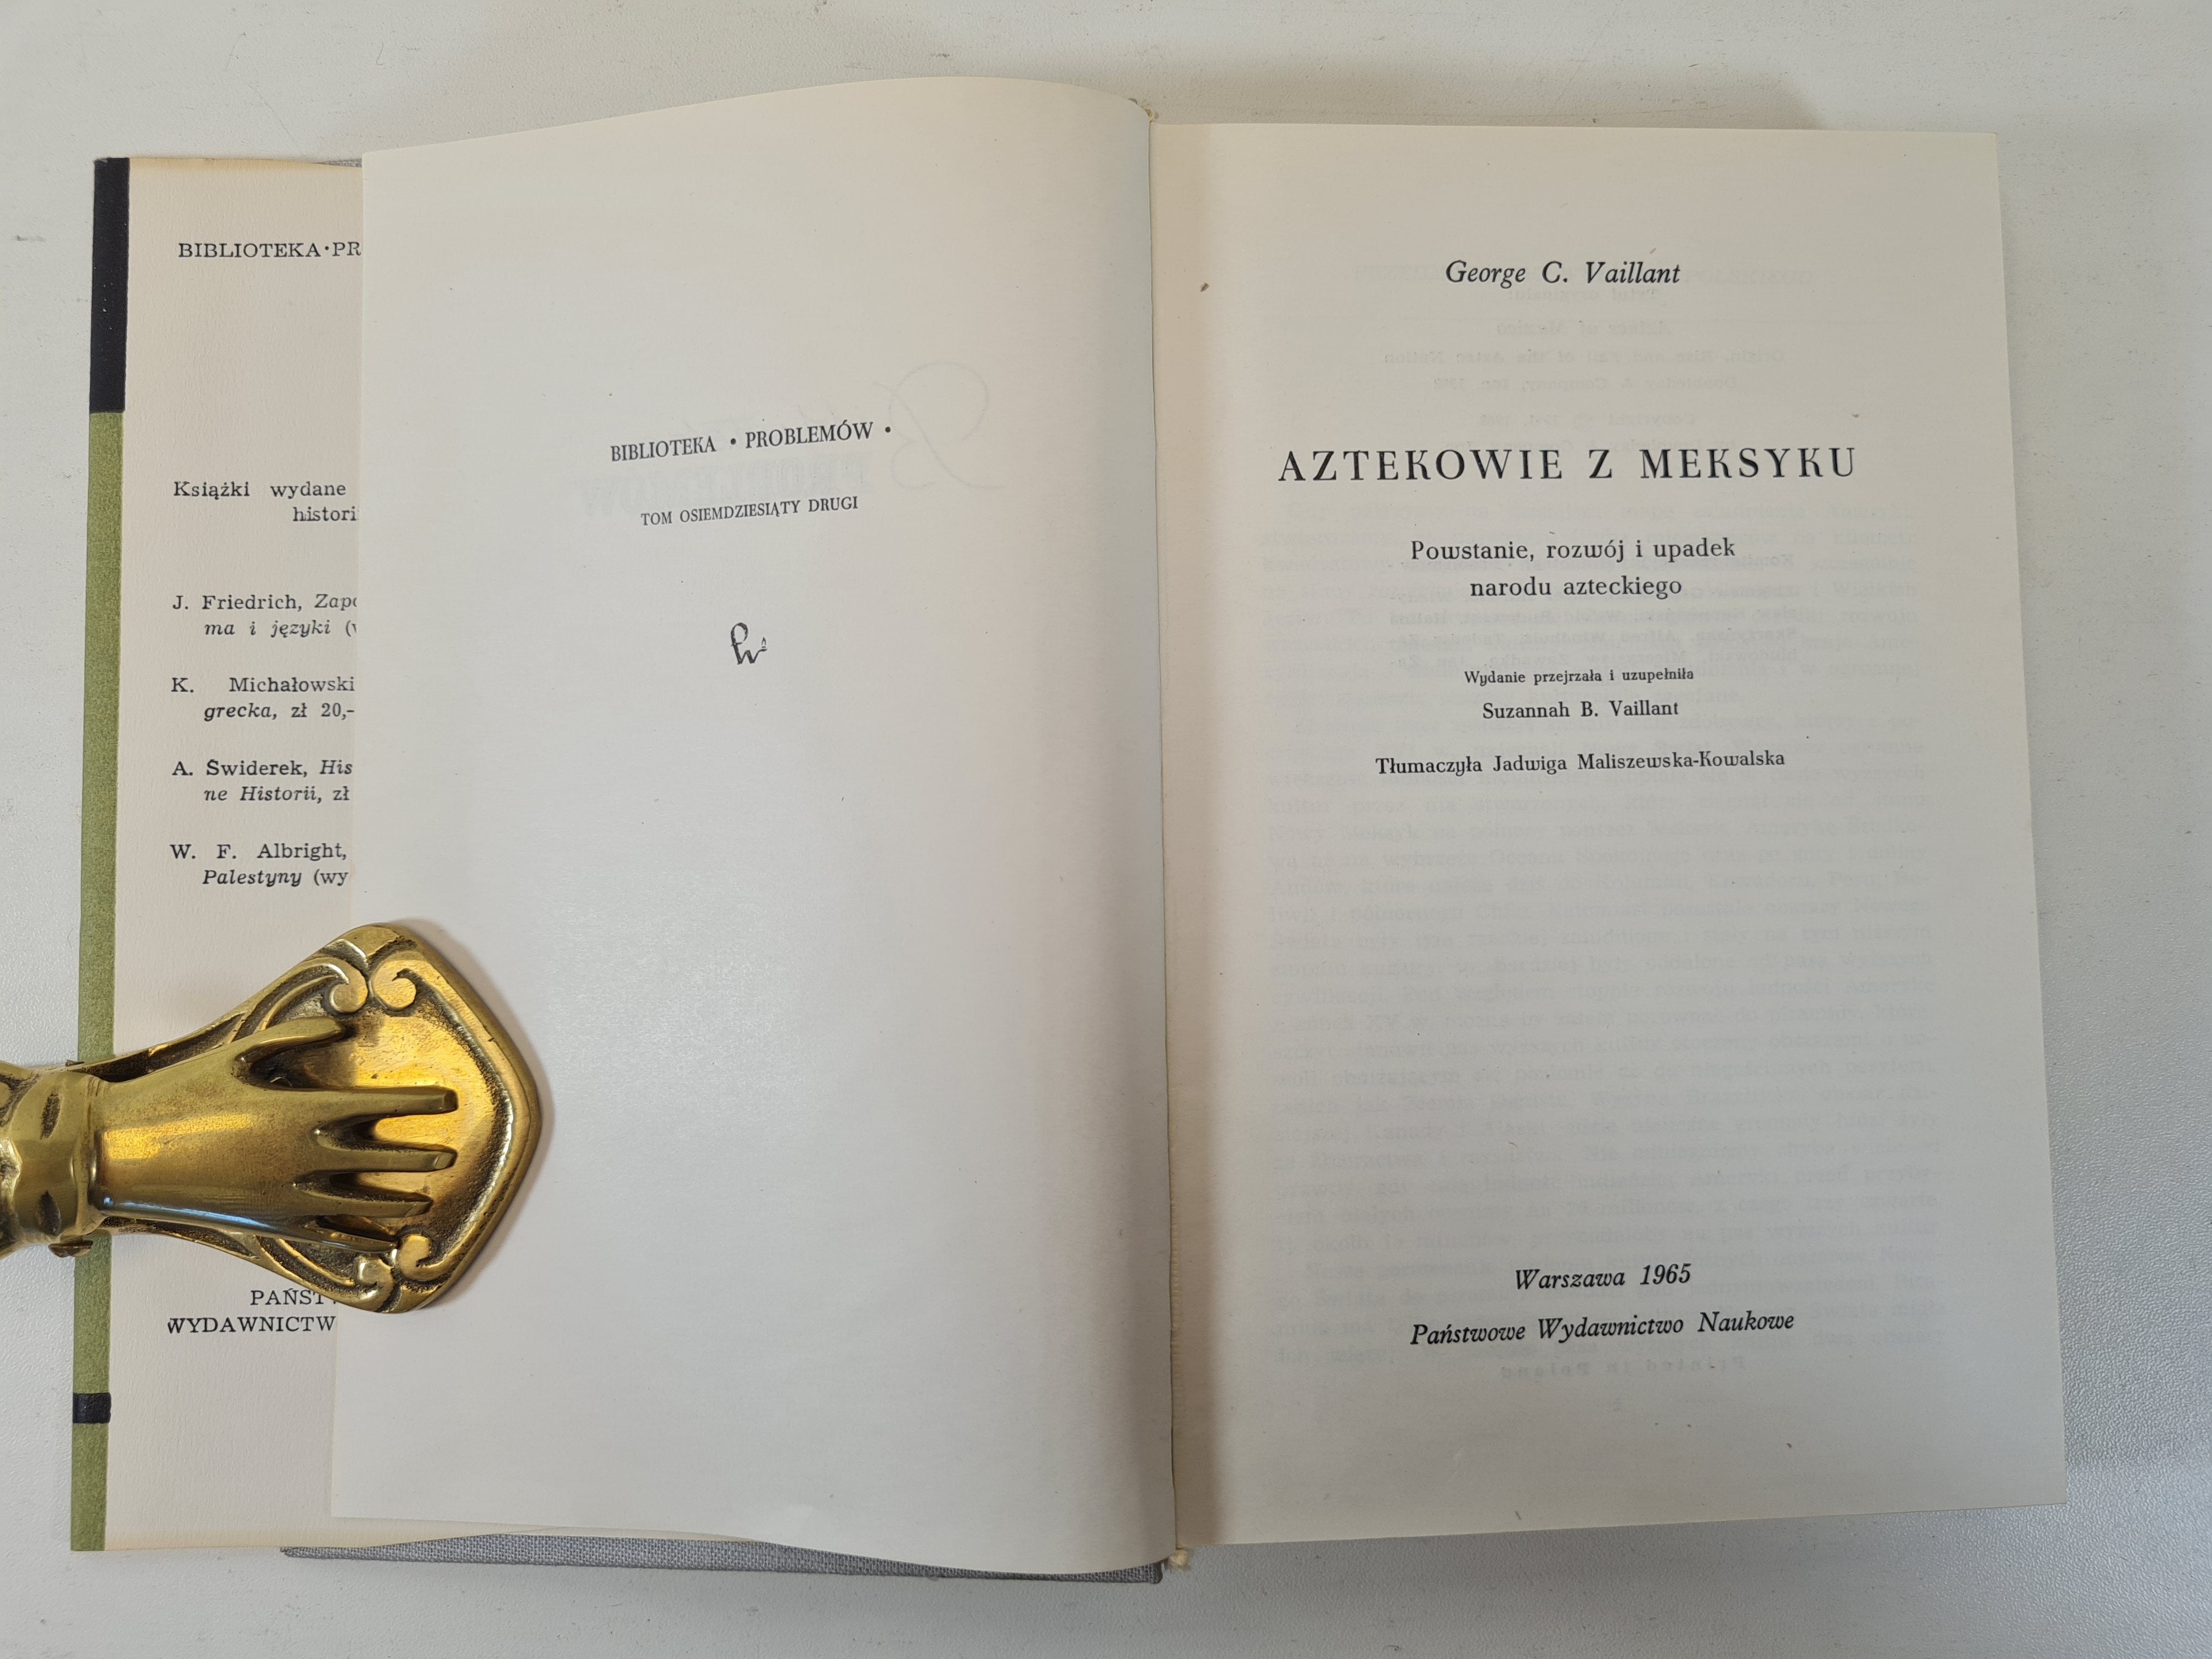 BIBLIOTEKA·PR
Książki wydane
histori
J. Friedrich, Zapo
ma i języki (w
K. Michałowski
grecka, zł 20,-
A. Świderek, His
ne Historii, zł
W. F. Albright,
Palestyny (wy
PAŃSTW
WYDAWNICTW
BIBLIOTEKA • PROBLEMÓW •
TOM OSIEMDZIESIĄTY DRUGI
George C. Vaillant
AZTEKOWIE Z MEKSYKU
Powstanie, rozwój i upadek
narodu azteckiego
Wydanie przejrzała i uzupełniła
Suzannah B. Vaillant
Tłumaczyła Jadwiga Maliszewska-Kowalska
Warszawa 1965
Państwowe Wydawnictwo Naukowe